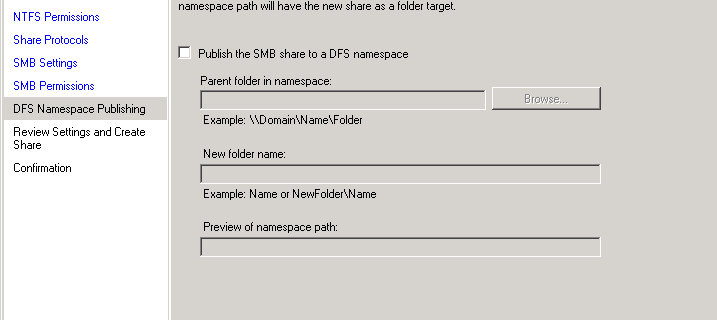 NTFS Permissions
Share Protocols
SMB Settings
SMB Permissions
DFS Namespace Publishing
Review Settings and Create
Share
Confirmation
namespace path will have the new share as a folder target.
Publish the SMB share to a DFS namespace
Parent folder in namespace:
Browse...
Example: \\Domain\Name\Folder
New folder name:
Example: Name or NewFolder\Name
Preview of namespace path: